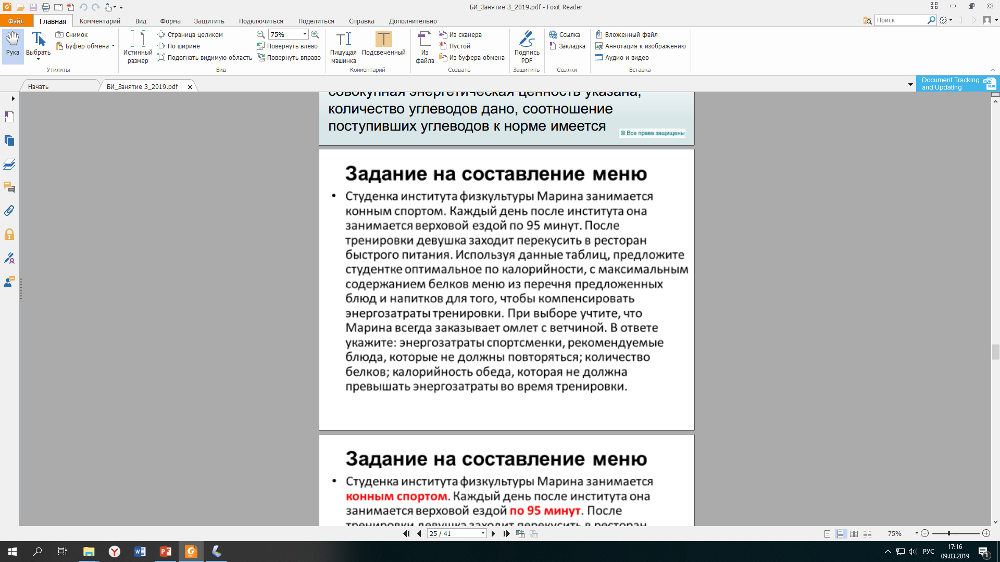 БИ_Занятие 3_2019.pdf - Foxit Reader
Файл Главная Комментарий Вид Форма Защитить Подключиться Поделиться Справка Дополнительно
Поиск
Рука
Выбрать
Снимок
Буфер обмена
Утилиты
Истинный размер
Страница целиком
По ширине
Подогнать видимую область
75%
Повернуть влево
Повернуть вправо
Вид
Пишущая машинка
Подсвеченный
Комментарий
Из файла
Из сканера
Пустой
Из буфера обмена
Создать
Подпись PDF
Защитить
Ссылка
Закладка
Ссылки
Вложенный файл
Аннотация к изображению
Аудио и видео
Вставка
Начать
БИ_Занятие 3_2019.pdf
Document Tracking
and Updating
PDF
NEW
совокупная энергетическая ценность указана,
количество углеводов дано, соотношение
поступивших углеводов к норме имеется
© Все права защищены
Задание на составление меню
• Студенка института физкультуры Марина занимается
конным спортом. Каждый день после института она
занимается верховой ездой по 95 минут. После
тренировки девушка заходит перекусить в ресторан
быстрого питания. Используя данные таблиц, предложите
студентке оптимальное по калорийности, с максимальным
содержанием белков меню из перечня предложенных
блюд и напитков для того, чтобы компенсировать
энергозатраты тренировки. При выборе учтите, что
Марина всегда заказывает омлет с ветчиной. В ответе
укажите: энергозатраты спортсменки, рекомендуемые
блюда, которые не должны повторяться; количество
белков; калорийность обеда, которая не должна
превышать энергозатраты во время тренировки.
Задание на составление меню
• Студенка института физкультуры Марина занимается
конным спортом. Каждый день после института она
занимается верховой ездой по 95 минут. После
тренировки девушка заходит перекусить в ресторан
25 / 41
75%
РУС
17:16
09.03.2019
1